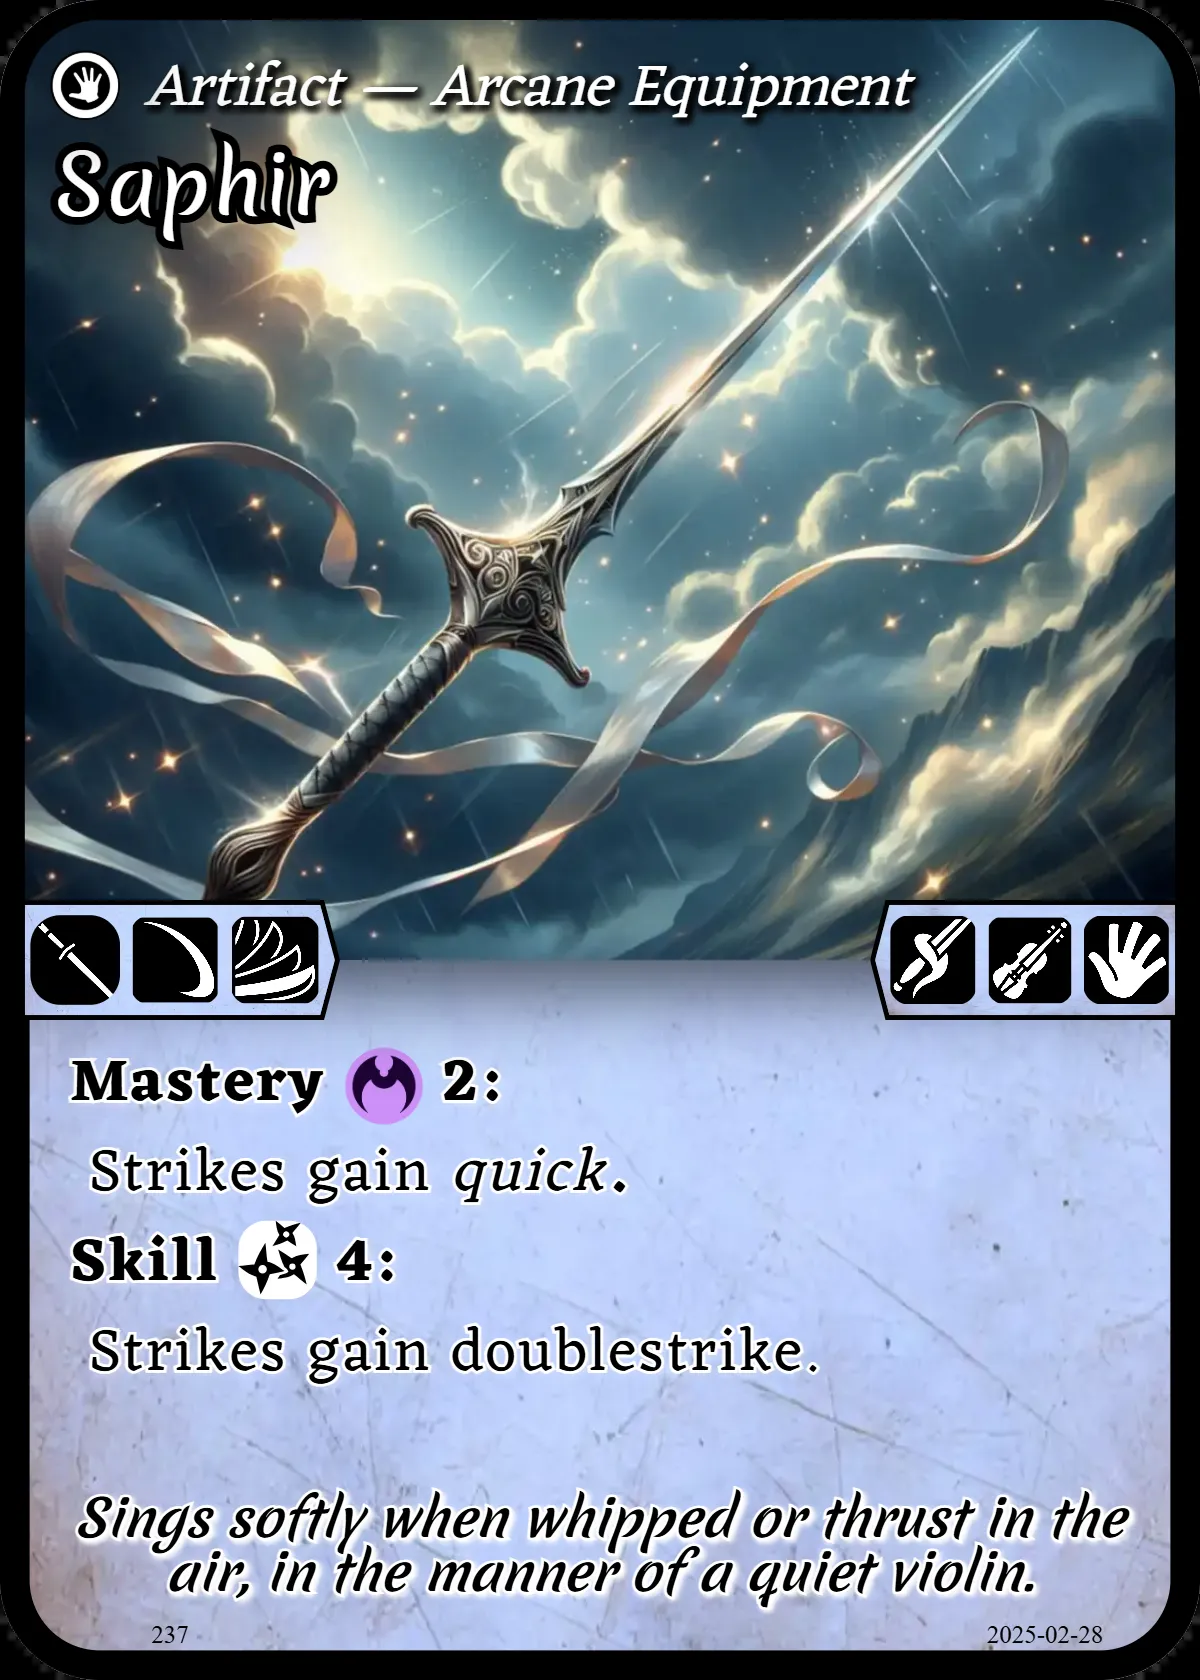 Artifact — Arcane Equipment
Saphir
Mastery 2:
Strikes gain quick.
Skill 4:
Strikes gain doublestrike.
Sings softly when whipped or thrust in the
air, in the manner of a quiet violin.
237
2025-02-28